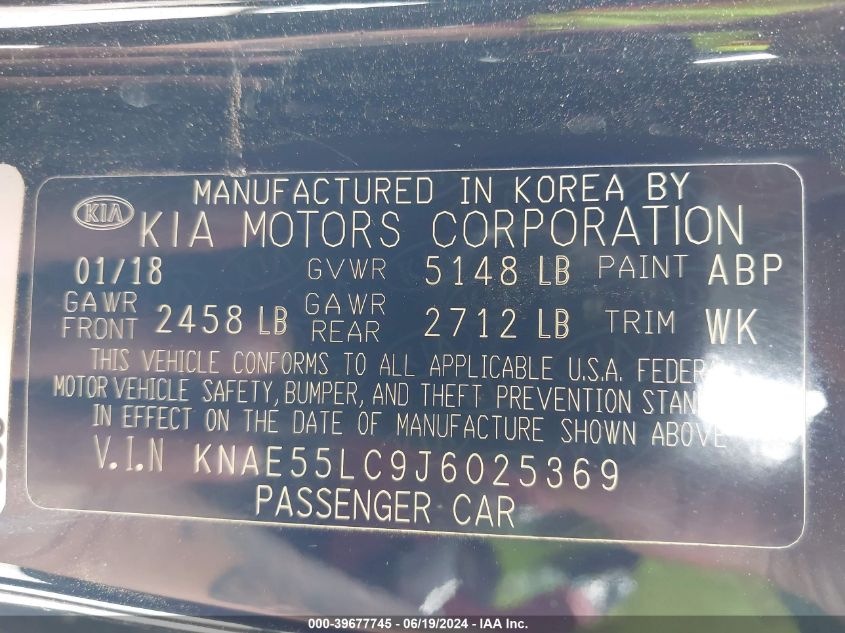 MANUFACTURED IN KOREA BY
KIA
KIA MOTORS CORPORATION
01/18 GVWR 5148 LB PAINT ABP
GAWR FRONT 2458 LB GAWR REAR 2712 LB TRIM WK
THIS VEHICLE CONFORMS TO ALL APPLICABLE U.S.A.
MOTOR VEHICLE SAFETY, BUMPER, AND THEFT PREVENTION
IN EFFECT ON THE DATE OF MANUFACTURE SHOWN ABOVE
V.I.N KNAE55LC9J6025369
PASSENGER CAR
000-39677745 - 06/19/2024 - IAA Inc.